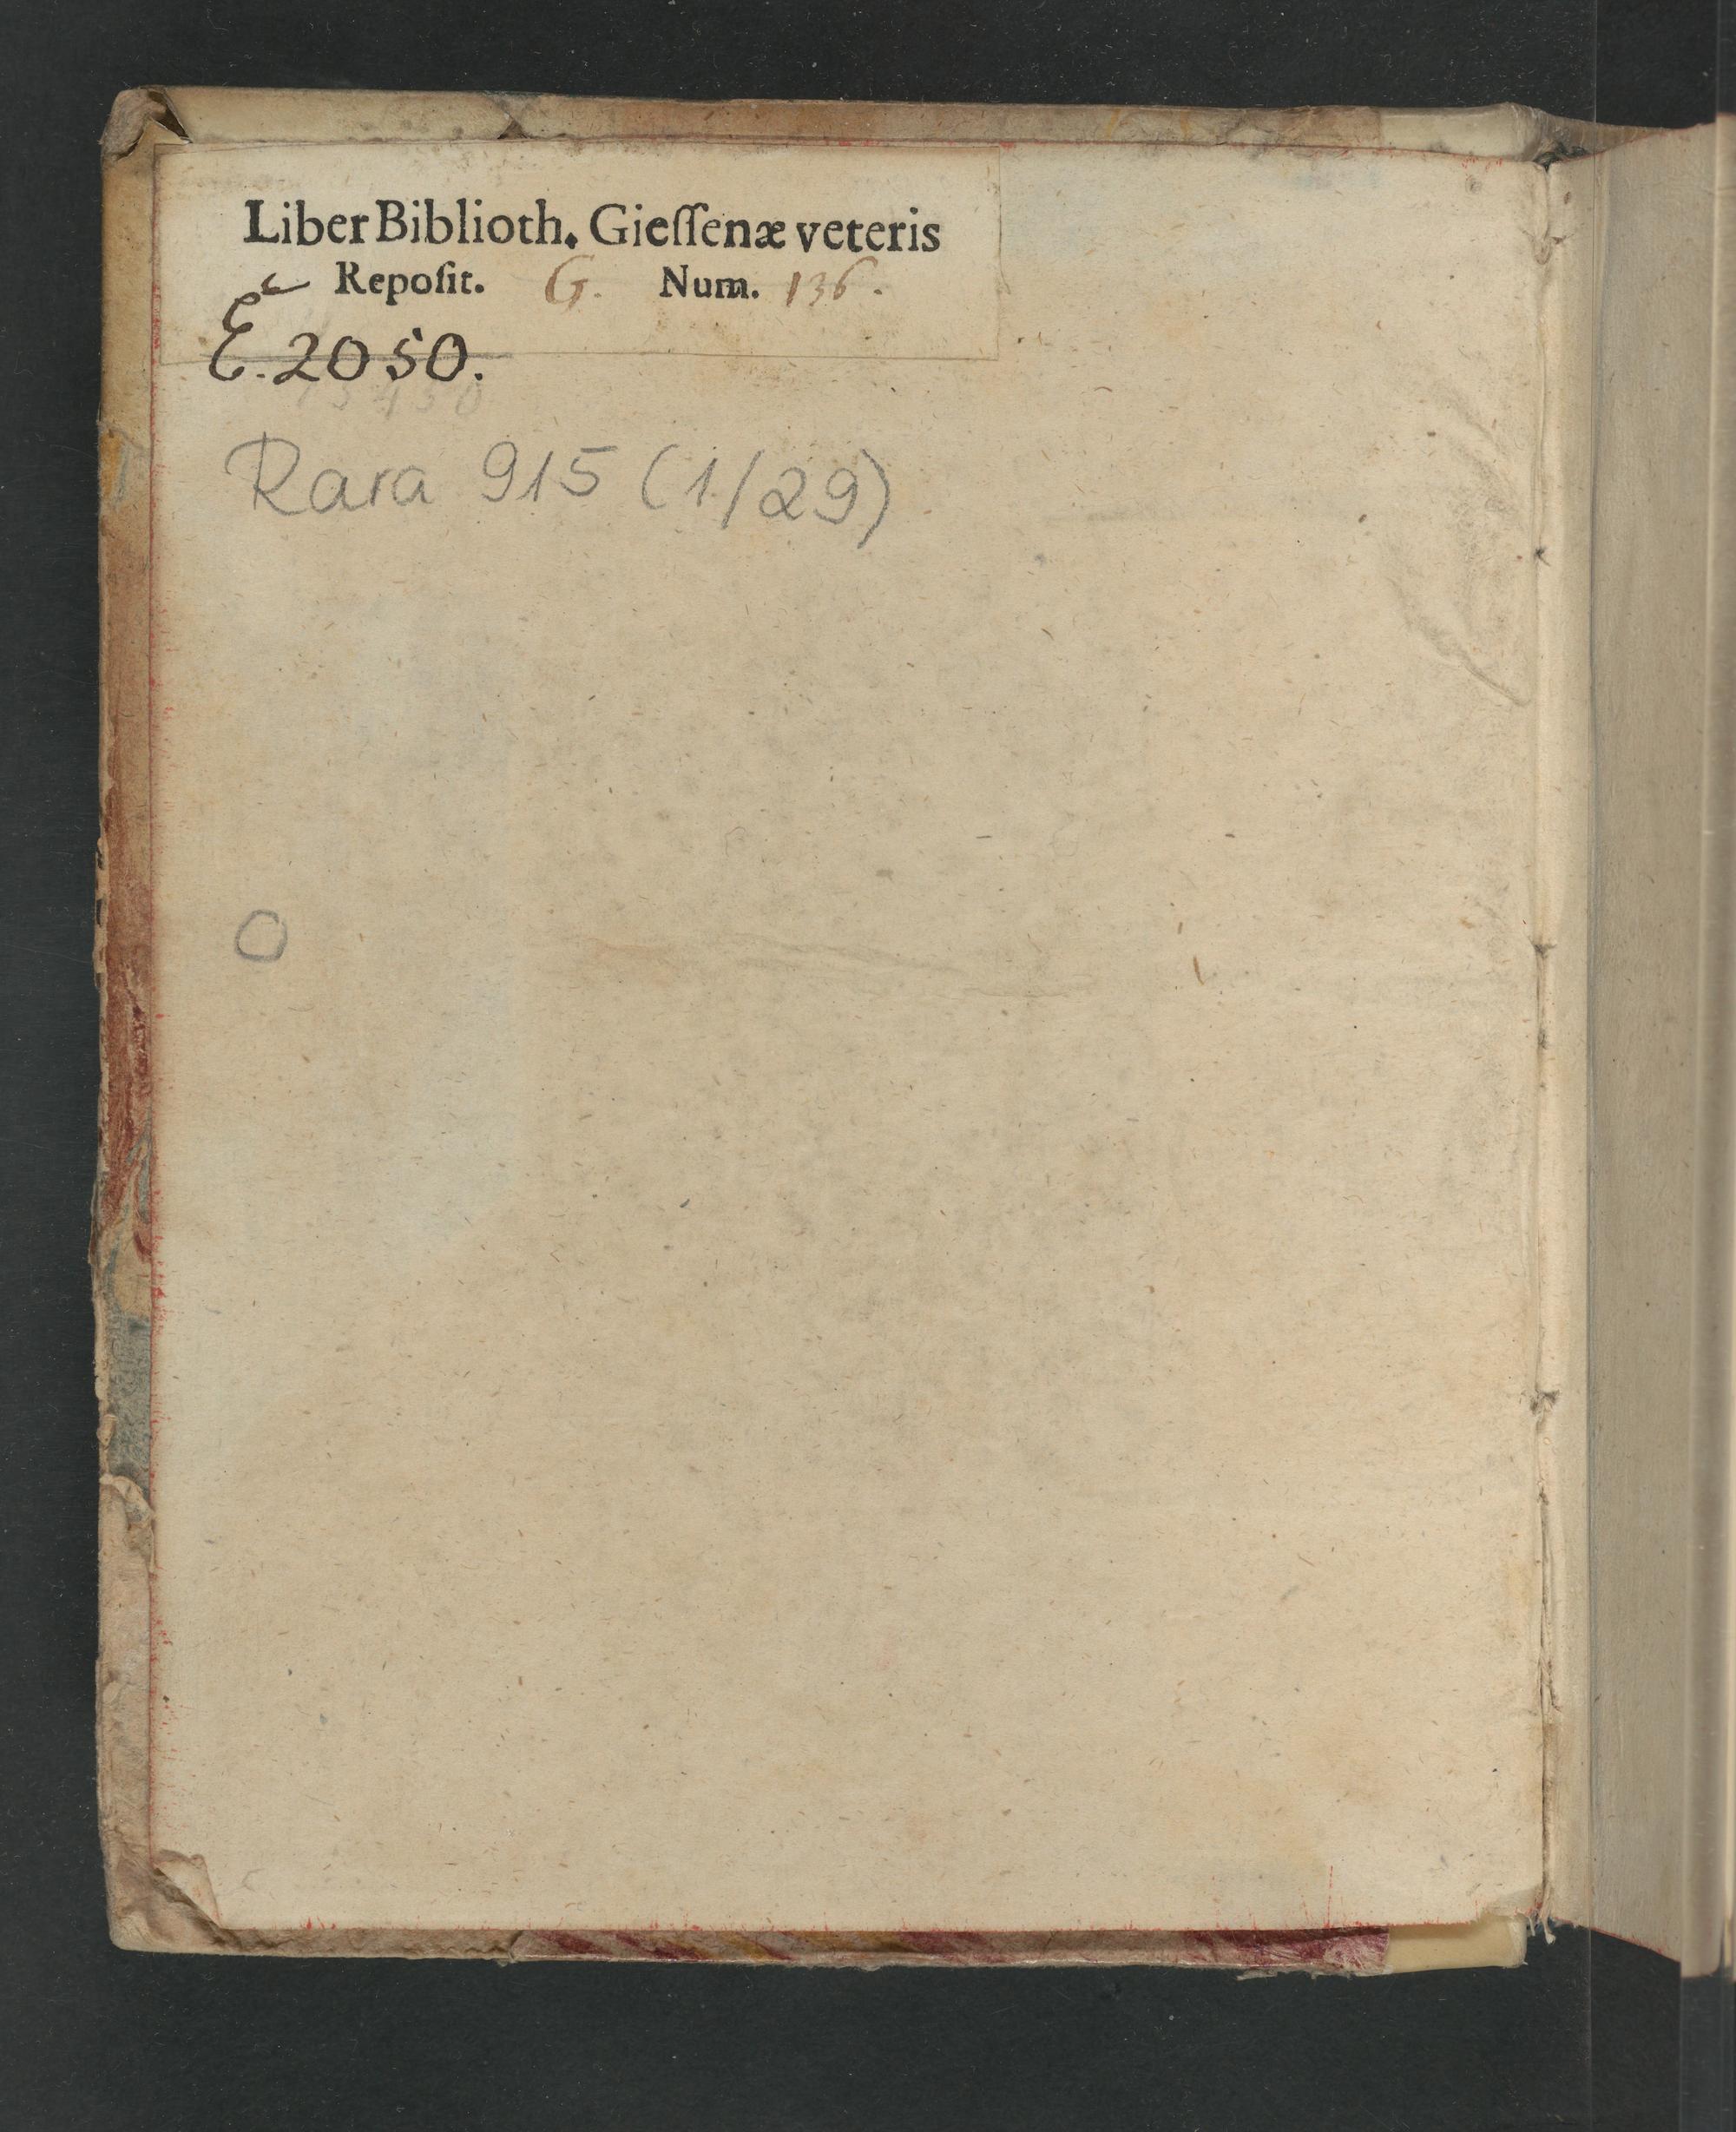 Liber Biblioth. Gieſſenæ veteris
Repoſit. G. Num. 136.
E. 2050.
Rara 915 (1/29)